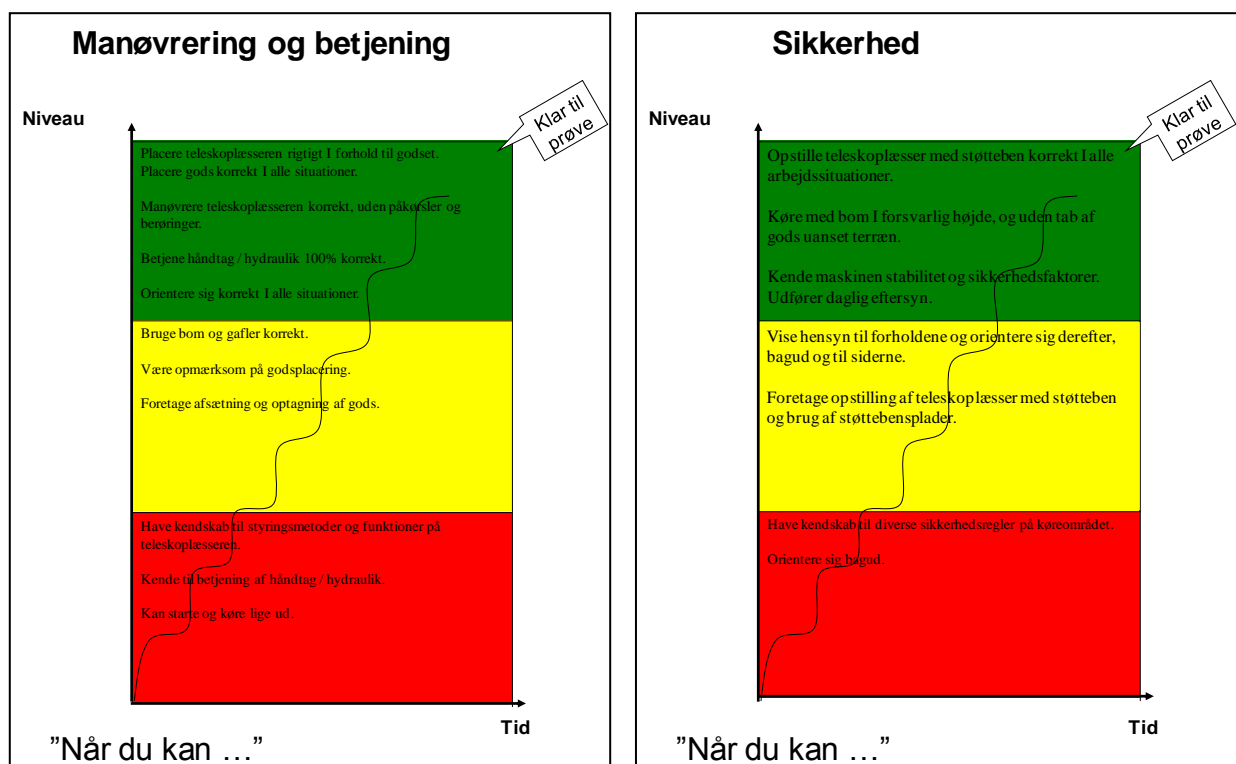 Manøvrering og betjening
Niveau
Klar til
prøve
Placere teleskoplæsseren rigtigt I forhold til godset.
Placere gods korrekt I alle situationer.
Manøvrere teleskoplæsseren korrekt, uden påkørsler og
berøringer.
Betjene håndtag / hydraulik 100% korrekt.
Orientere sig korrekt I alle situationer.
Bruge bom og gafler korrekt.
Være opmærksom på godsplacering.
Foretage afsætning og optagning af gods.
Have kendskab til styringsmetoder og funktioner på
teleskoplæsseren.
Kende til betjening af håndtag / hydraulik.
Kan starte og køre lige ud.
Tid
”Når du kan …”
Sikkerhed
Niveau
Klar til
prøve
Opstille teleskoplæsser med støtteben korrekt I alle
arbejdssituationer.
Køre med bom I forsvarlig højde, og uden tab af
gods uanset terræn.
Kende maskinen stabilitet og sikkerhedsfaktorer.
Udfører daglig eftersyn.
Vise hensyn til forholdene og orientere sig derefter,
bagud og til siderne.
Foretage opstilling af teleskoplæsser med støtteben
og brug af støttebensplader.
Have kendskab til diverse sikkerhedsregler på køreområdet.
Orientere sig bagud.
Tid
”Når du kan …”